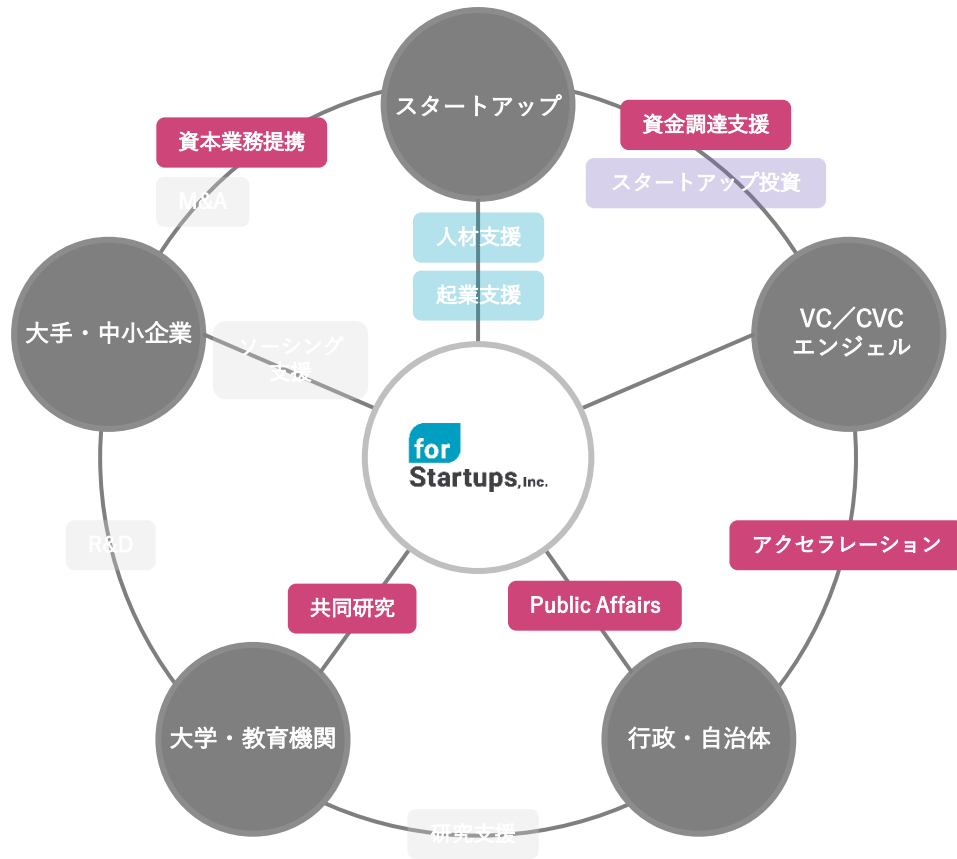 スタートアップ
資本業務提携
資金調達支援
M&A
スタートアップ投資
人材支援
起業支援
大手・中小企業
ソーシング
支援
VC／CVC
エンジェル
for
Startups,Inc.
R&D
アクセラレーション
共同研究
Public Affairs
大学・教育機関
行政・自治体
研究支援